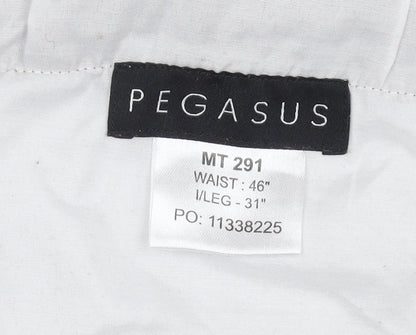 PEGASUS
MT 291
WAIST : 46"
I/LEG - 31"
PO: 11338225